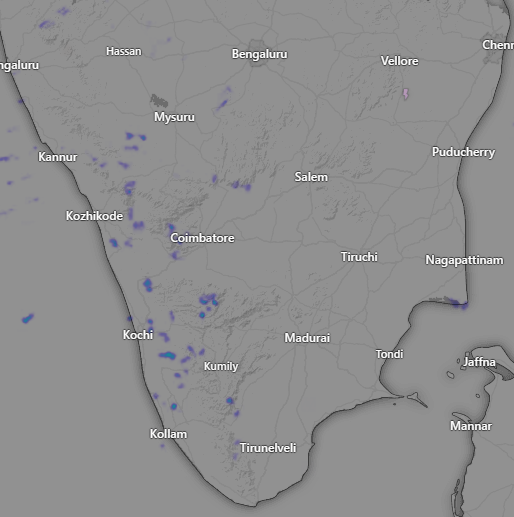 Hassan
Bengaluru
Chenn
ngaluru
Vellore
Mysuru
Kannur
Puducherry
Salem
Kozhikode
Coimbatore
Tiruchi
Nagapattinam
Kochi
Madurai
Tondi
Kumily
Jaffna
Mannar
Kollam
Tirunelveli